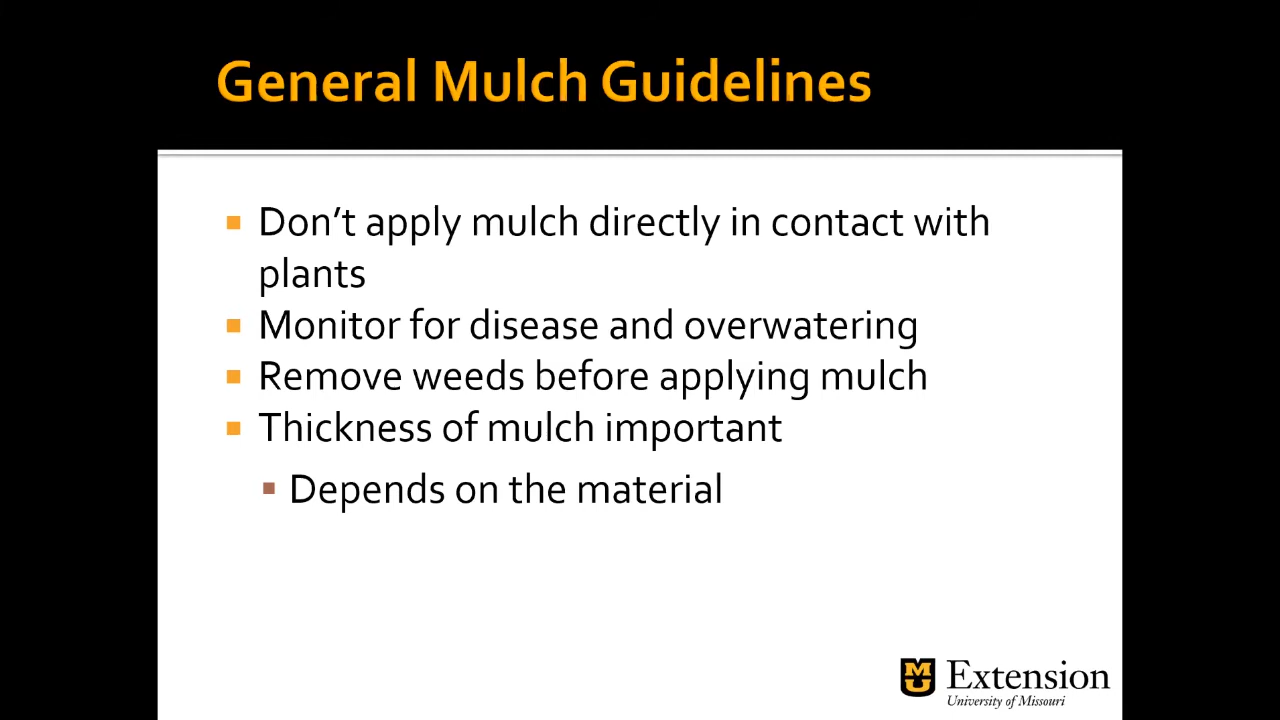 General Mulch Guidelines
Don’t apply mulch directly in contact with
plants
Monitor for disease and overwatering
Remove weeds before applying mulch
Thickness of mulch important
Depends on the material
MU Extension
University of Missouri